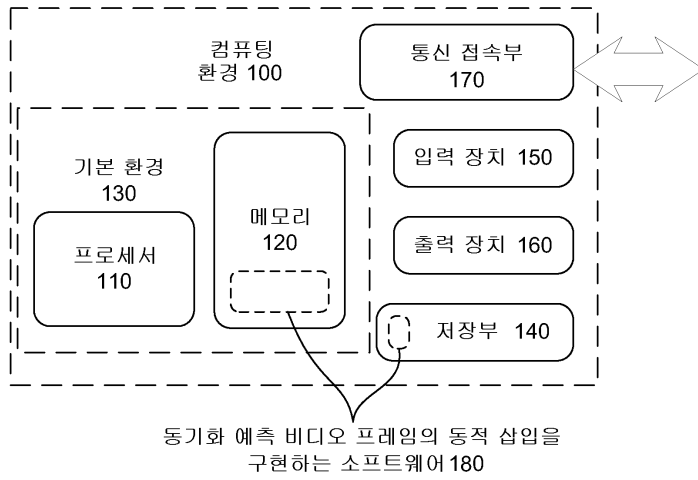 컴퓨팅
환경 100
통신 접속부
170
기본 환경
130
메모리
120
프로세서
110
입력 장치 150
출력 장치 160
저장부 140
동기화 예측 비디오 프레임의 동적 삽입을
구현하는 소프트웨어180